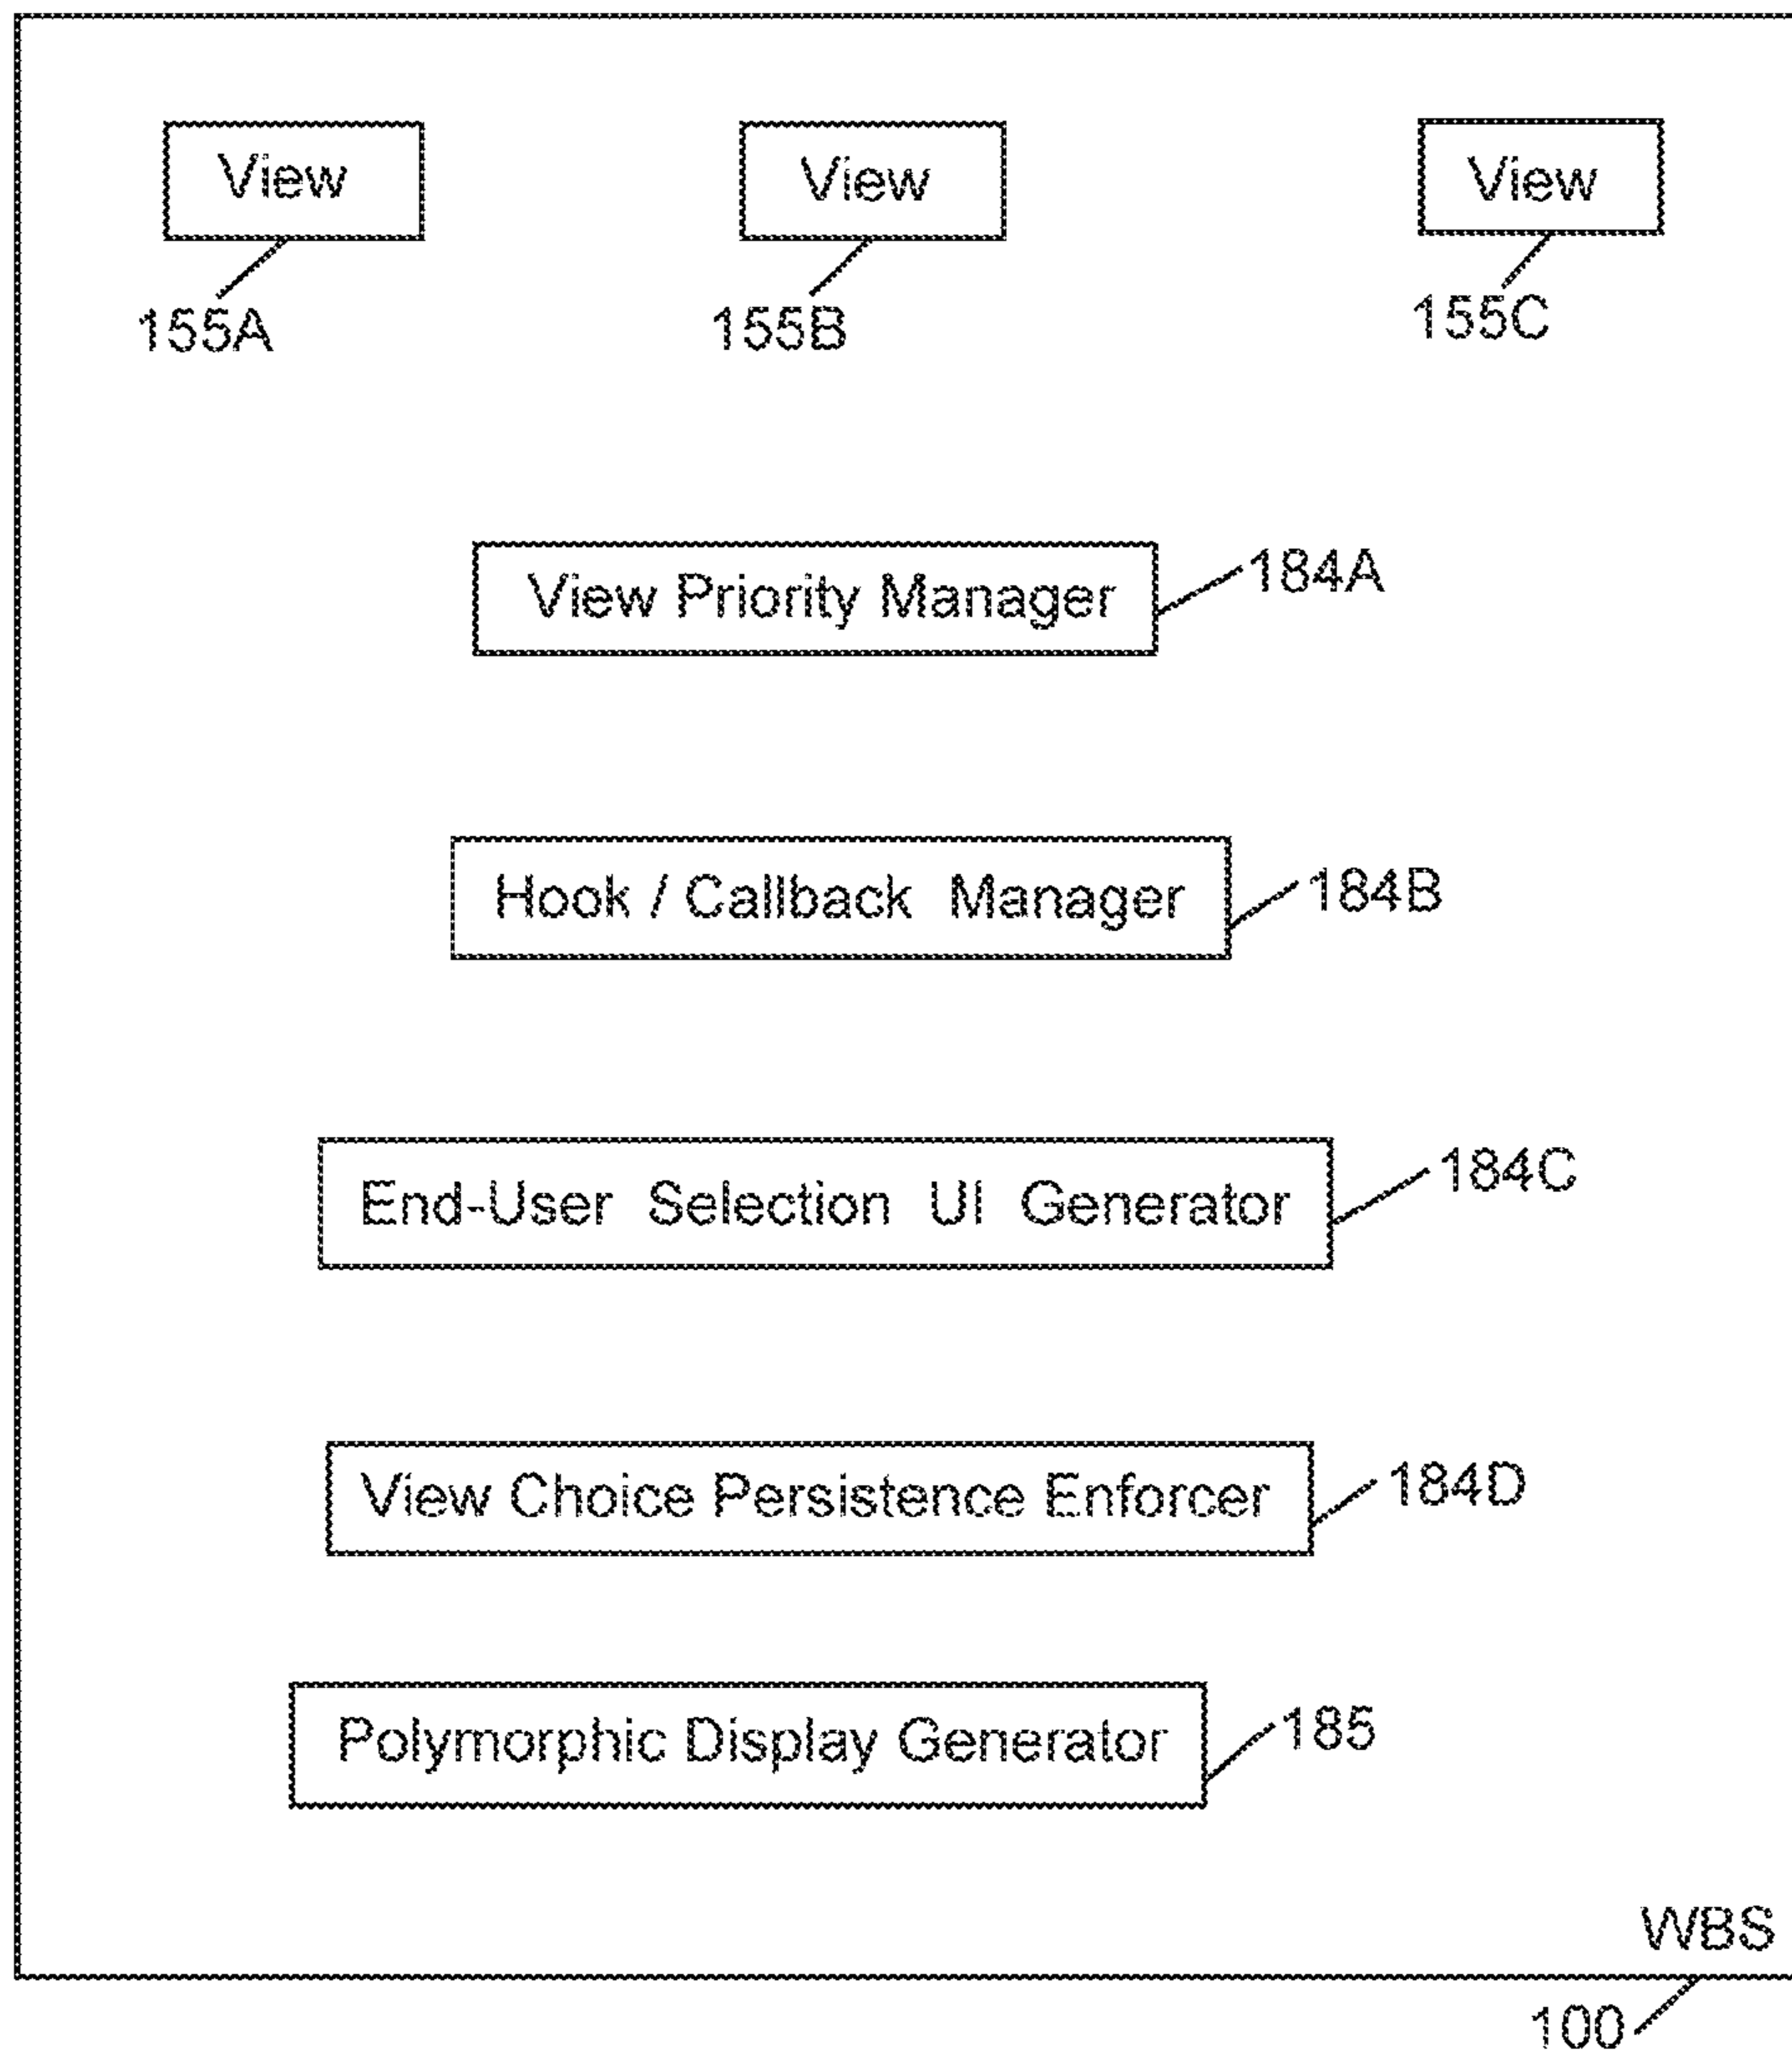 View View View
155A 155B 155C
View Priority Manager 184A
Hook / Callback Manager 184B
End-User Selection UI Generator 184C
View Choice Persistence Enforcer 184D
Polymorphic Display Generator 185
WBS
100